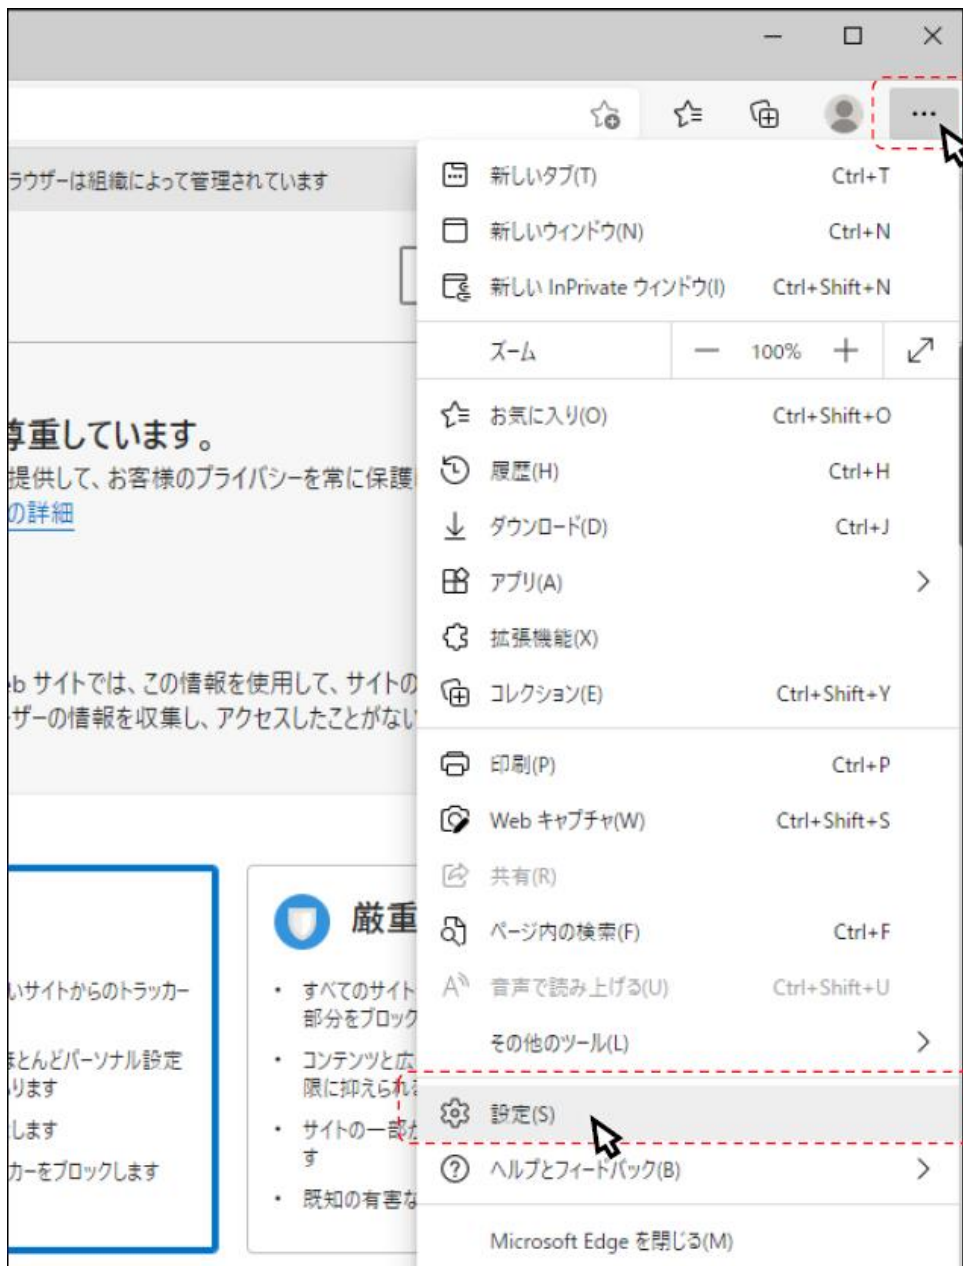 ラウザーは組織によって管理されています
尊重しています。
提供して、お客様のプライバシーを常に保護
の詳細
eb サイトでは、この情報を使用して、サイトの
ザーの情報を収集し、アクセスしたことがない
いサイトからのトラッカー
ほとんどパーソナル設定
ります
します
カーをブロックします
厳重
• すべてのサイト
部分をブロック
• コンテンツと広
限に抑えられ
• サイトの一部が
す
• 既知の有害な
新しいタブ(T) Ctrl+T
新しいウィンドウ(N) Ctrl+N
新しい InPrivate ウィンドウ(I) Ctrl+Shift+N
ズーム — 100% +
お気に入り(O) Ctrl+Shift+O
履歴(H) Ctrl+H
ダウンロード(D) Ctrl+J
アプリ(A)
拡張機能(X)
コレクション(E) Ctrl+Shift+Y
印刷(P) Ctrl+P
Web キャプチャ(W) Ctrl+Shift+S
共有(R)
ページ内の検索(F) Ctrl+F
音声で読み上げる(U) Ctrl+Shift+U
その他のツール(L)
設定(S)
ヘルプとフィードバック(B)
Microsoft Edge を閉じる(M)